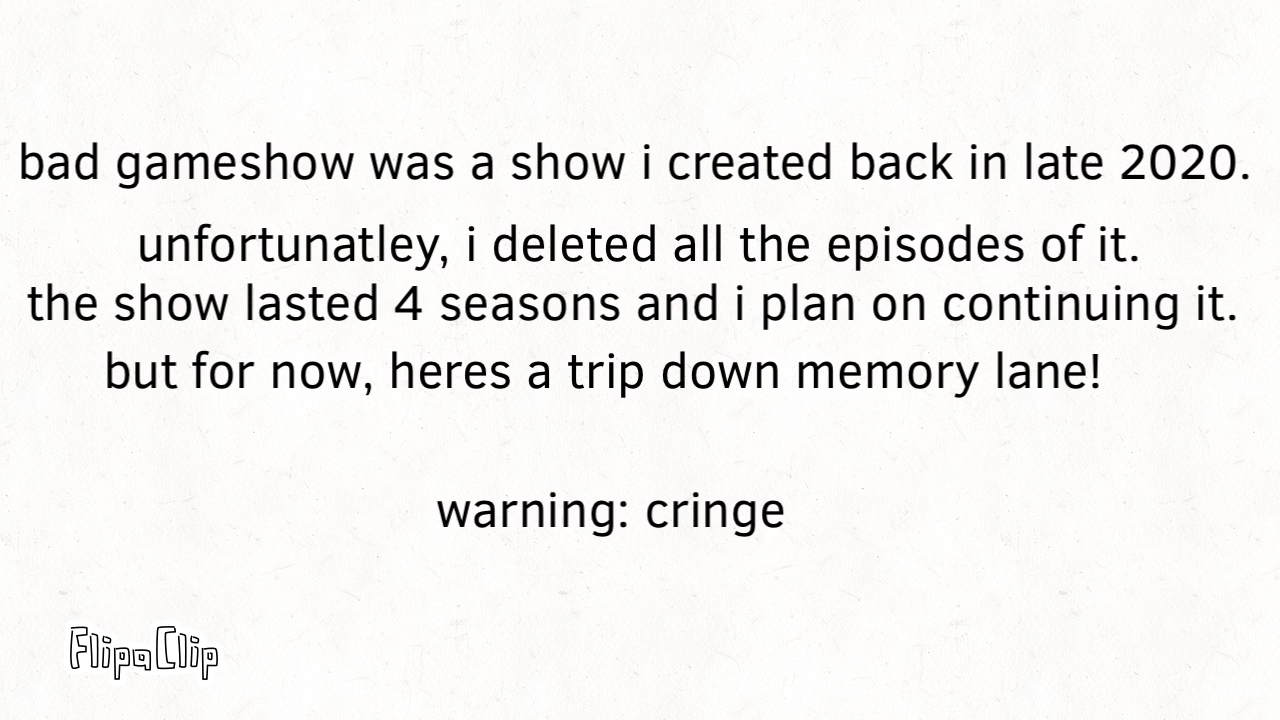 bad gameshow was a show i created back in late 2020.
unfortunatley, i deleted all the episodes of it.
the show lasted 4 seasons and i plan on continuing it.
but for now, heres a trip down memory lane!
warning: cringe
FlipaClip